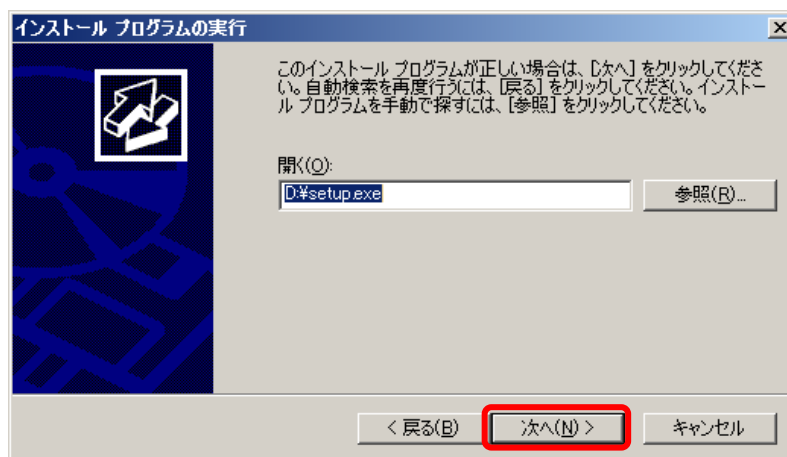 インストール プログラムの実行
このインストール プログラムが正しい場合は、[次へ] をクリックしてくださ
い。自動検索を再度行うには、[戻る] をクリックしてください。インストー
ル プログラムを手動で探すには、[参照] をクリックしてください。
開く(O):
D:¥setup.exe
参照(R)...
< 戻る(B)
次へ(N) >
キャンセル